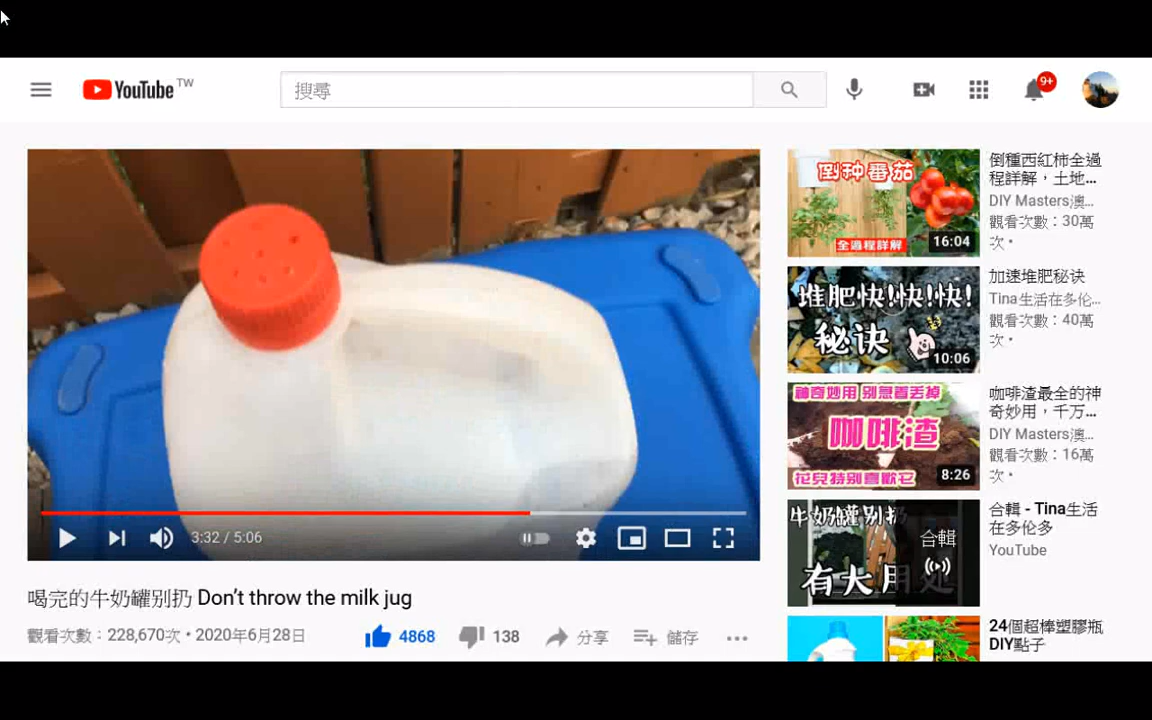 YouTube TW
搜尋
9+
3:32 / 5:06
喝完的牛奶罐别扔 Don't throw the milk jug
觀看次數：228,670次 • 2020年6月28日
4868
138
分享
儲存
倒种番茄
全過程詳解
16:04
倒種西紅柿全過
程詳解，土地...
DIY Masters澳...
觀看次數：30萬
次 •
堆肥快!快!快!
秘诀
10:06
加速堆肥秘诀
Tina生活在多伦...
觀看次數：40萬
次 •
神奇妙用 别急着丢掉
咖啡渣
花兒特别喜歡它
8:26
咖啡渣最全的神
奇妙用，千万...
DIY Masters澳...
觀看次數：16萬
次 •
牛奶罐别扔
有大用处
合輯
合輯 - Tina生活
在多伦多
YouTube
24個超棒塑膠瓶
DIY點子